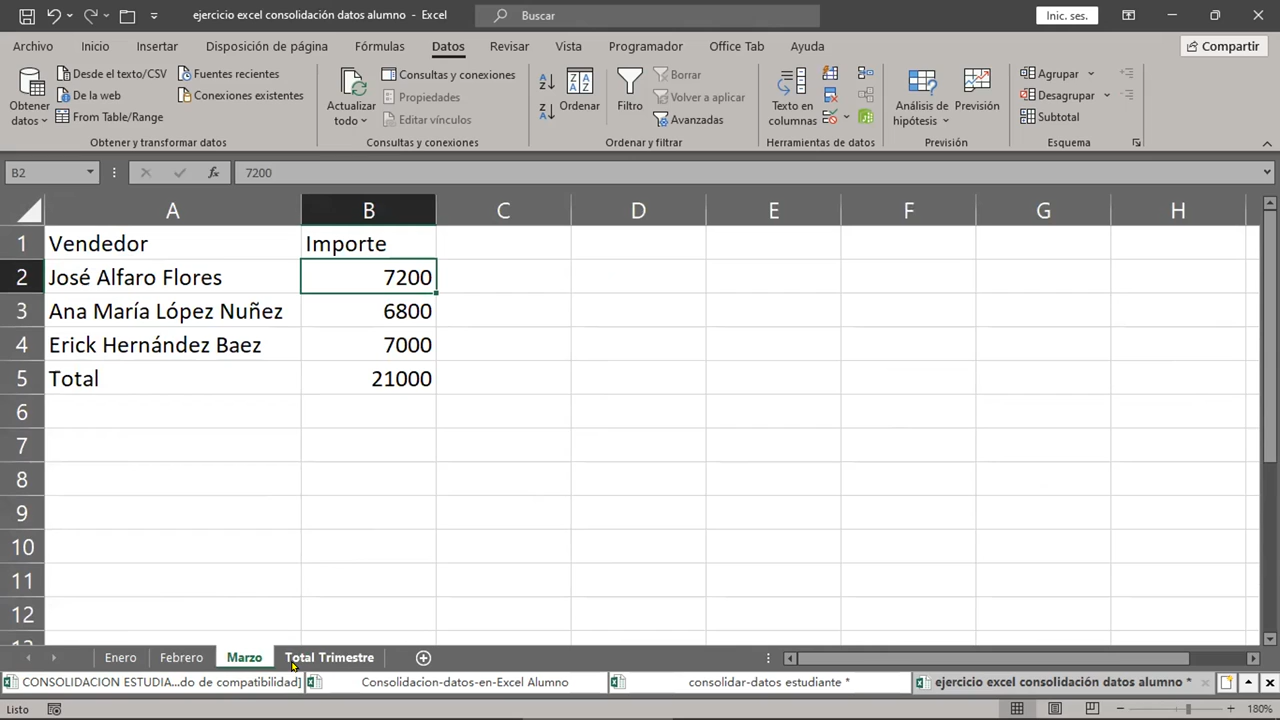 ejercicio excel consolidación datos alumno - Excel
Buscar
Inic. ses.
Archivo Inicio Insertar Disposición de página Fórmulas Datos Revisar Vista Programador Office Tab Ayuda
Compartir
Obtener datos
Desde el texto/CSV
De la web
From Table/Range
Fuentes recientes
Conexiones existentes
Actualizar todo
Consultas y conexiones
Propiedades
Editar vínculos
Ordenar
Filtro
Borrar
Volver a aplicar
Avanzadas
Texto en columnas
Análisis de hipótesis
Previsión
Agrupar
Desagrupar
Subtotal
Obtener y transformar datos
Consultas y conexiones
Ordenar y filtrar
Herramientas de datos
Previsión
Esquema
B2
fx
7200
A B C D E F G H
1 Vendedor Importe
2 José Alfaro Flores 7200
3 Ana María López Nuñez 6800
4 Erick Hernández Baez 7000
5 Total 21000
6
7
8
9
10
11
12
Enero Febrero Marzo Total Trimestre
CONSOLIDACION ESTUDIA...do de compatibilidad]
Consolidacion-datos-en-Excel Alumno
consolidar-datos estudiante *
ejercicio excel consolidación datos alumno *
Listo
180%